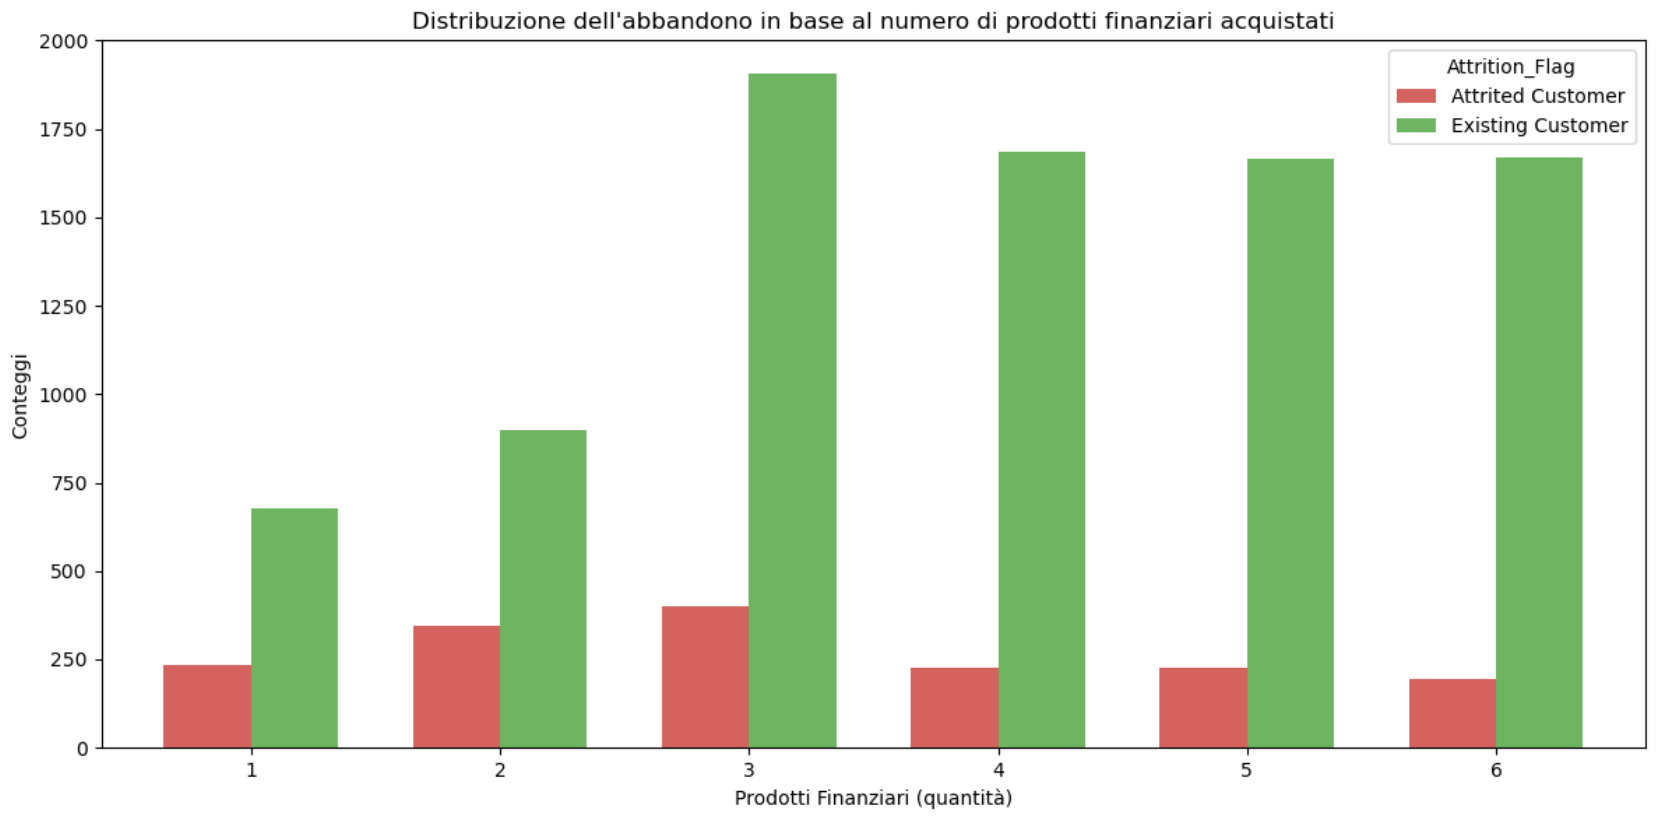 Distribuzione dell'abbandono in base al numero di prodotti finanziari acquistati
2000
1750
1500
1250
1000
750
500
250
0
Conteggi
Attrition_Flag
Attrited Customer
Existing Customer
1 2 3 4 5 6
Prodotti Finanziari (quantità)